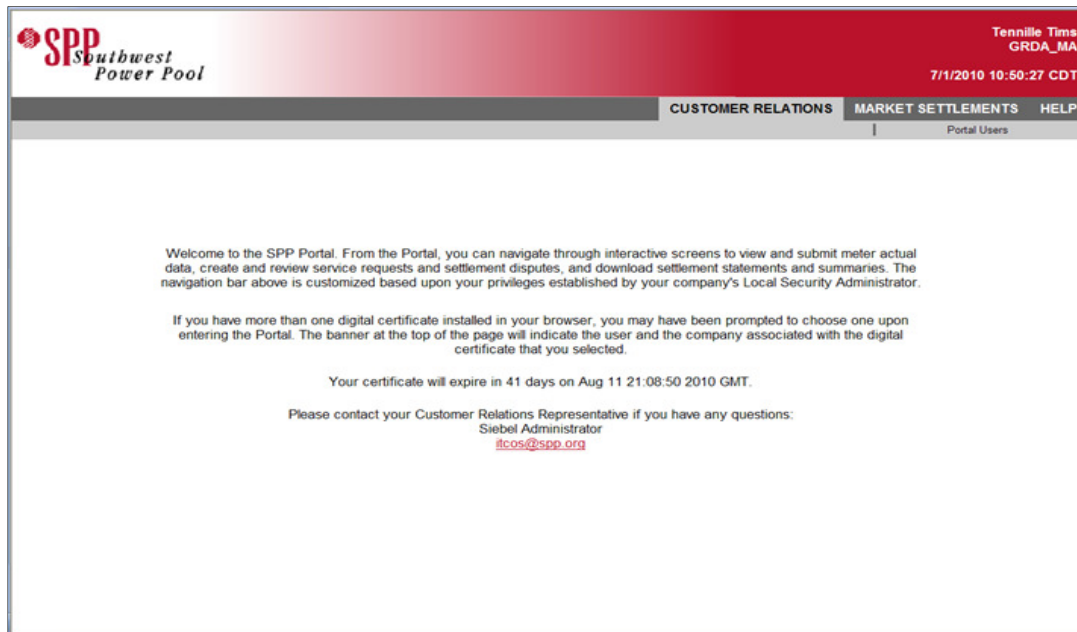 SPP
Southwest
Power Pool
Tennille Tims
GRDA_MA
7/1/2010 10:50:27 CDT
CUSTOMER RELATIONS MARKET SETTLEMENTS HELP
| Portal Users
Welcome to the SPP Portal. From the Portal, you can navigate through interactive screens to view and submit meter actual
data, create and review service requests and settlement disputes, and download settlement statements and summaries. The
navigation bar above is customized based upon your privileges established by your company's Local Security Administrator.
If you have more than one digital certificate installed in your browser, you may have been prompted to choose one upon
entering the Portal. The banner at the top of the page will indicate the user and the company associated with the digital
certificate that you selected.
Your certificate will expire in 41 days on Aug 11 21:08:50 2010 GMT.
Please contact your Customer Relations Representative if you have any questions:
Siebel Administrator
itcos@spp.org